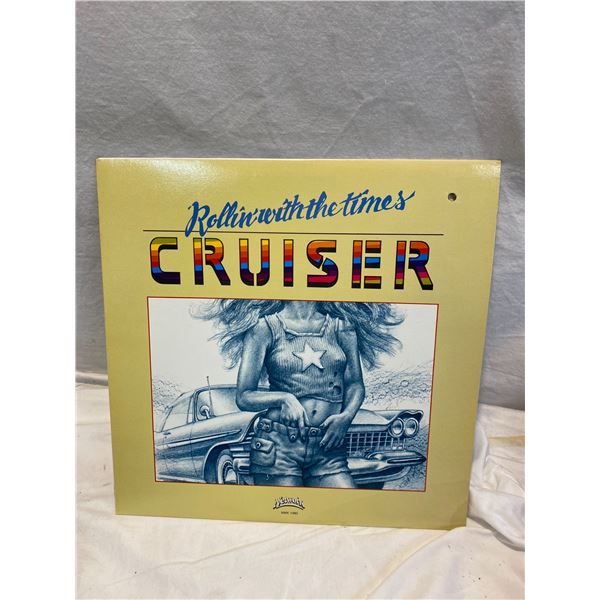 Rollin' with the times
CRUISER